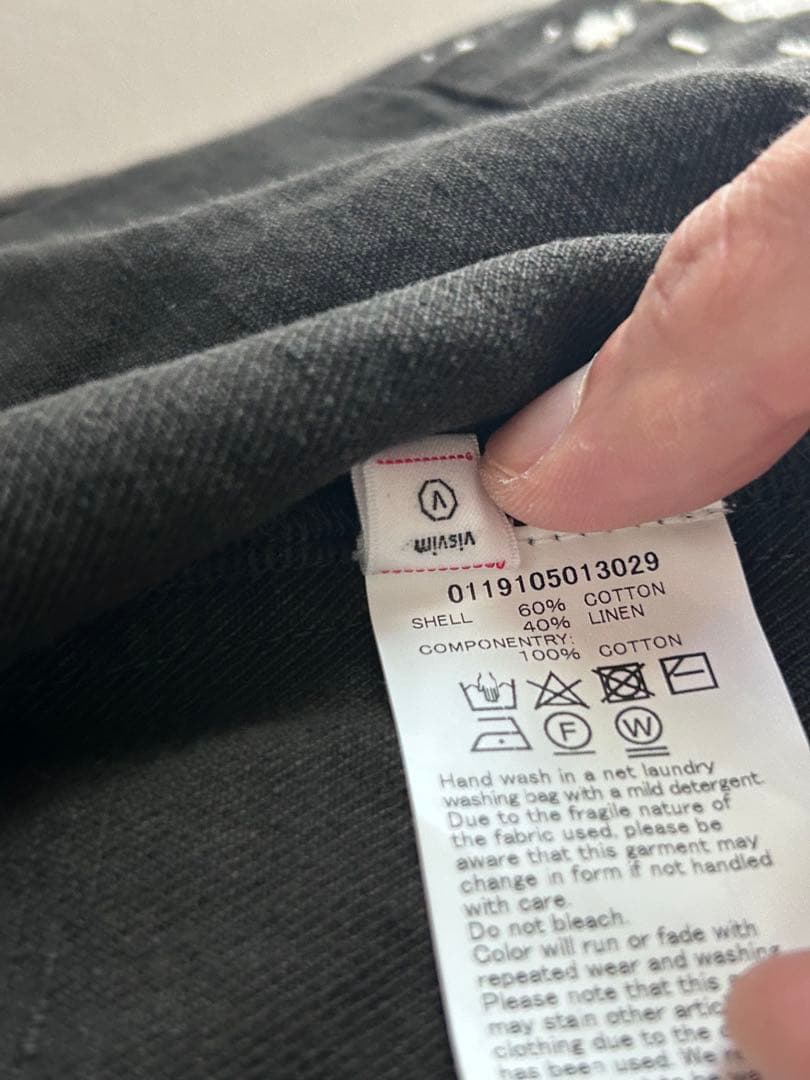 visvim
0119105013029
SHELL 60% COTTON
40% LINEN
COMPONENTRY:
100% COTTON
F W
Hand wash in a net laundry
washing bag with a mild detergent.
Due to the fragile nature of
the fabric used, please be
aware that this garment may
change in form if not handled
with care.
Do not bleach.
Color will run or fade with
repeated wear and washing
Please note that this
may stain other
clothing due to the
has been used. We